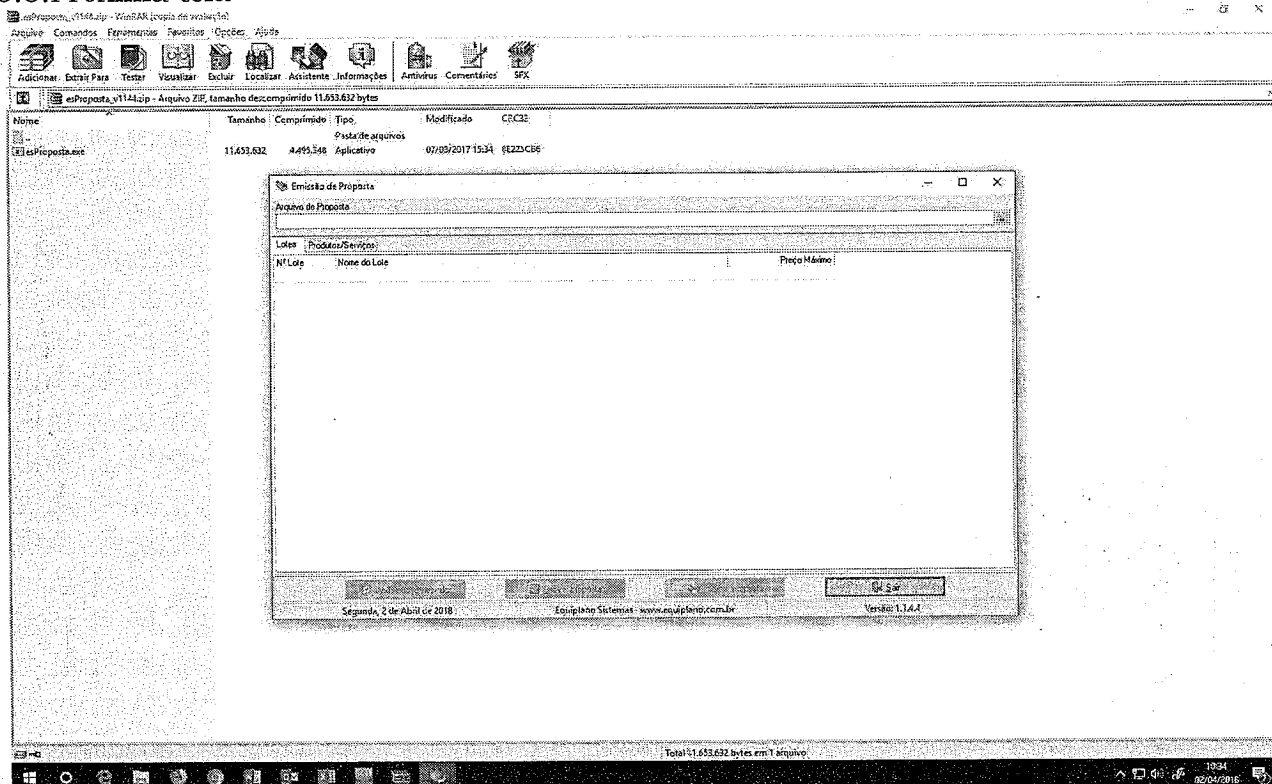 esProposta_v1144.zip - WinRAR (cópia de avaliação)
Arquivo Comandos Ferramentas Favoritos Opções Ajuda
Adicionar Extrair Para Testar Visualizar Excluir Localizar Assistente Informações Antivírus Comentários SFX
esProposta_v1144.zip - Arquivo ZIP, tamanho descomprimido 11.653.632 bytes
Nome Tamanho Comprimido Tipo Modificado CRC32
.. Pasta de arquivos
esProposta.exe 11.653.632 Aplicativo 07/03/2017 15:34
Emissão de Proposta
Arquivo de Proposta
Lotes Produtos/Serviços
Nº Lote Nome do Lote Preço Máximo
Sair
Segunda, 2 de Abril de 2018 Equiplano Sistemas - www.equiplano.com.br Versão: 1.1.4.4
Total 11.653.632 bytes em 1 arquivo
10:34
02/04/2018